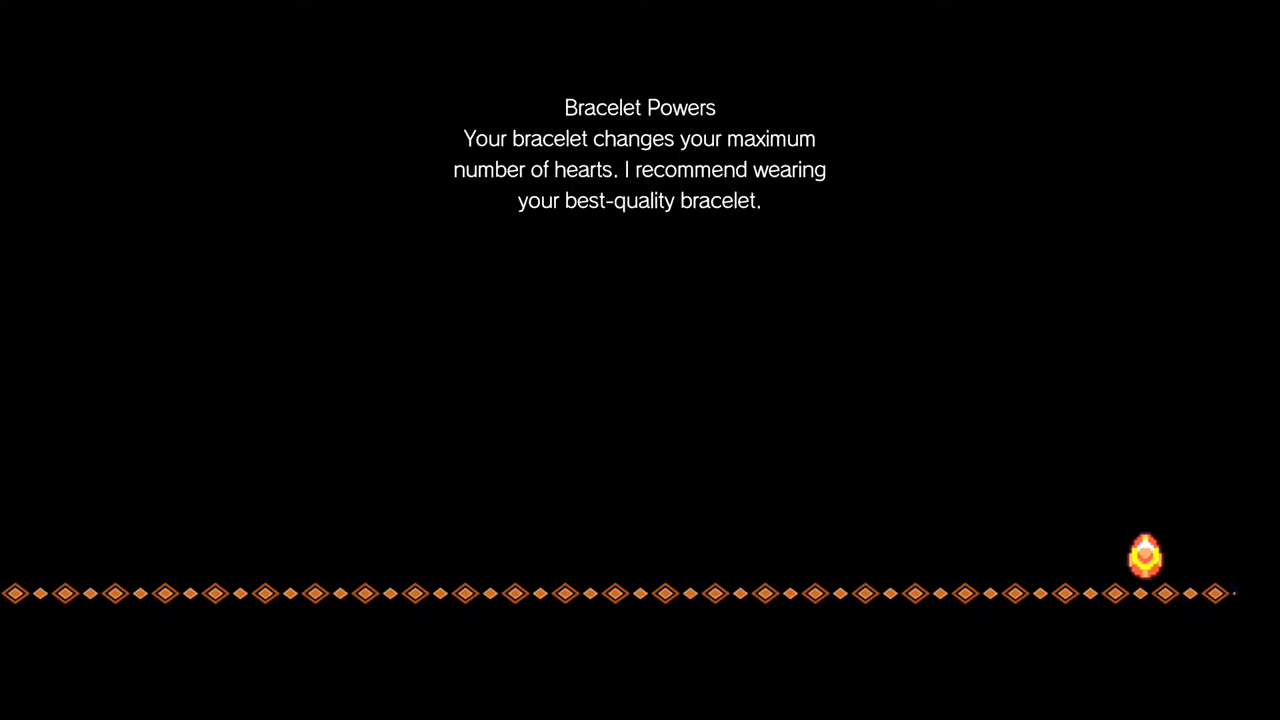 Bracelet Powers
Your bracelet changes your maximum
number of hearts. I recommend wearing
your best-quality bracelet.